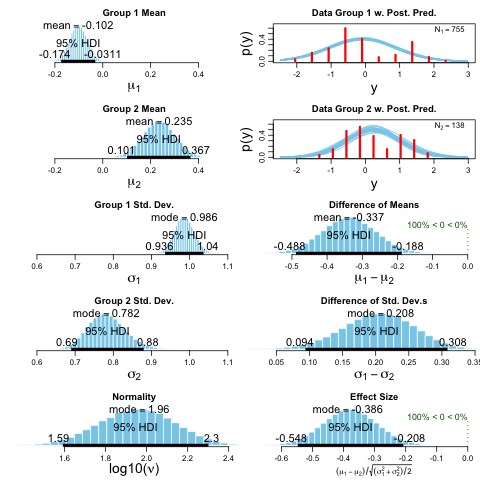 Group 1 Mean
mean = -0.102
95% HDI
-0.174 -0.0311
-0.2 0.0 0.2 0.4
μ1
Data Group 1 w. Post. Pred.
N1 = 755
p(y)
0.0 0.4
-2 -1 0 1 2 3
y
Group 2 Mean
mean = 0.235
95% HDI
0.101 0.367
-0.2 0.0 0.2 0.4
μ2
Data Group 2 w. Post. Pred.
N2 = 138
p(y)
0.0 0.4
-2 -1 0 1 2 3
y
Group 1 Std. Dev.
mode = 0.986
95% HDI
0.936 1.04
0.6 0.7 0.8 0.9 1.0 1.1
σ1
Difference of Means
mean = -0.337
100% < 0 < 0%
95% HDI
-0.488 -0.188
-0.5 -0.4 -0.3 -0.2 -0.1 0.0
μ1 − μ2
Group 2 Std. Dev.
mode = 0.782
95% HDI
0.69 0.88
0.6 0.7 0.8 0.9 1.0 1.1
σ2
Difference of Std. Dev.s
mode = 0.208
95% HDI
0.094 0.308
0.05 0.10 0.15 0.20 0.25 0.30 0.35
σ1 − σ2
Normality
mode = 1.96
95% HDI
1.59 2.3
1.6 1.8 2.0 2.2 2.4
log10(ν)
Effect Size
mode = -0.386
100% < 0 < 0%
95% HDI
-0.548 -0.208
-0.6 -0.5 -0.4 -0.3 -0.2 -0.1 0.0
(μ1 − μ2)/√(σ1² + σ2²)/2